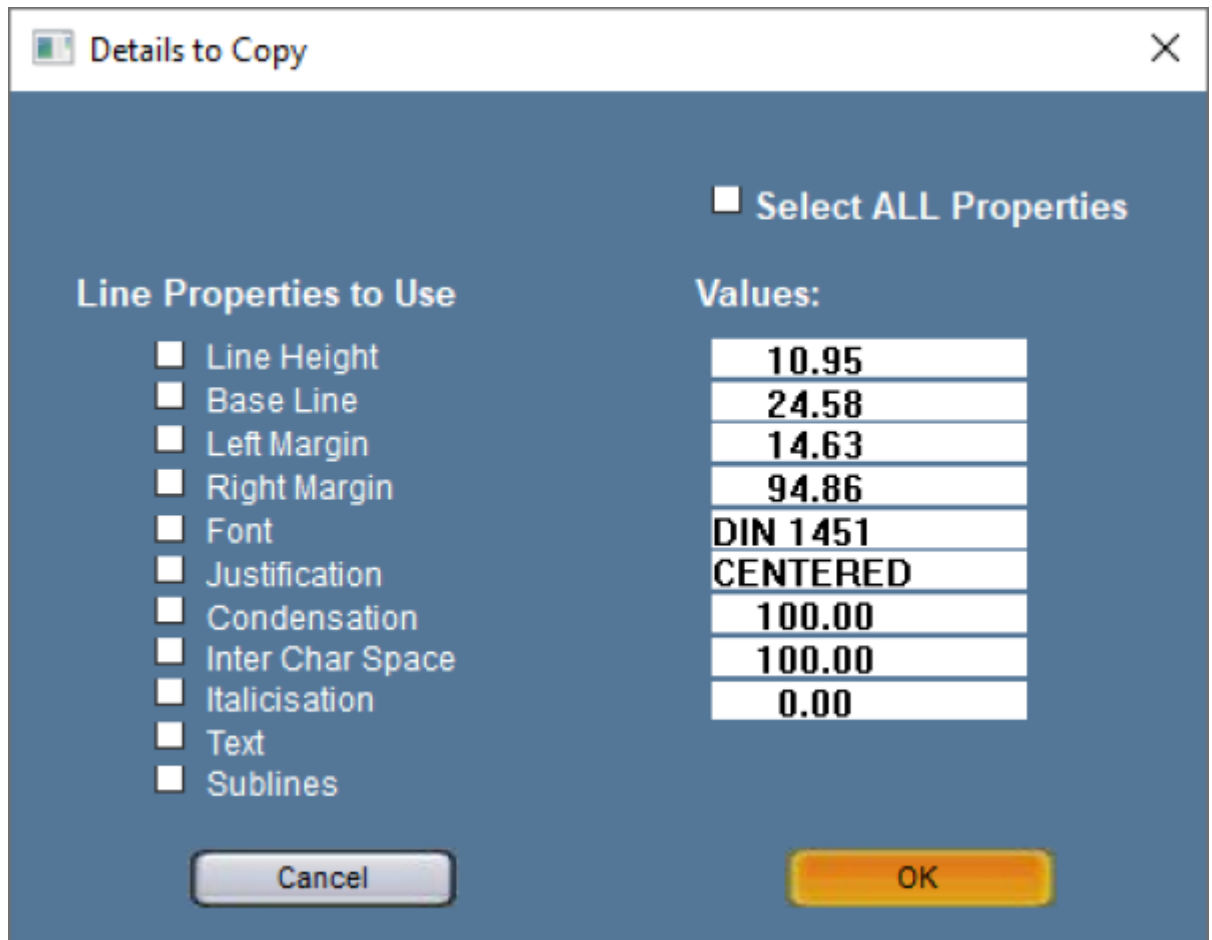 Details to Copy
Select ALL Properties
Line Properties to Use Values:
Line Height 10.95
Base Line 24.58
Left Margin 14.63
Right Margin 94.86
Font DIN 1451
Justification CENTERED
Condensation 100.00
Inter Char Space 100.00
Italicisation 0.00
Text
Sublines
Cancel OK